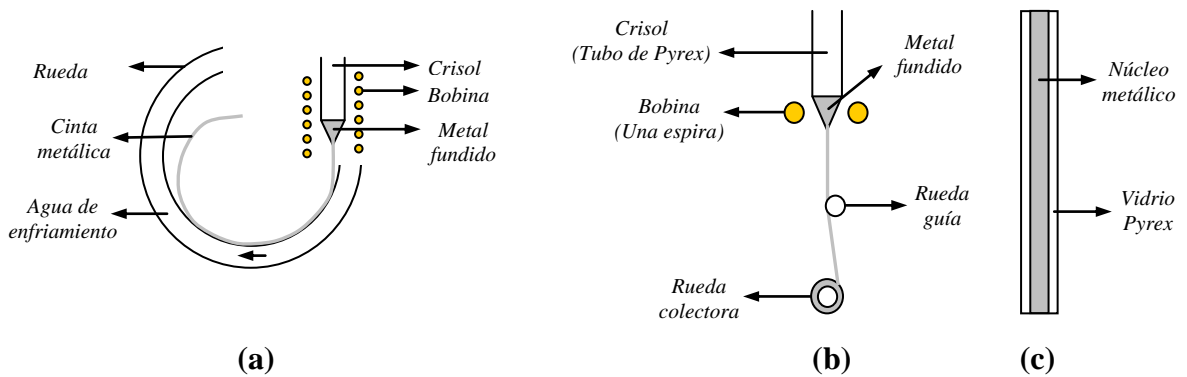 Rueda
Cinta
metálica
Agua de
enfriamiento
Crisol
Bobina
Metal
fundido
(a)
Crisol
(Tubo de Pyrex)
Bobina
(Una espira)
Metal
fundido
Rueda
guía
Rueda
colectora
(b)
Núcleo
metálico
Vidrio
Pyrex
(c)